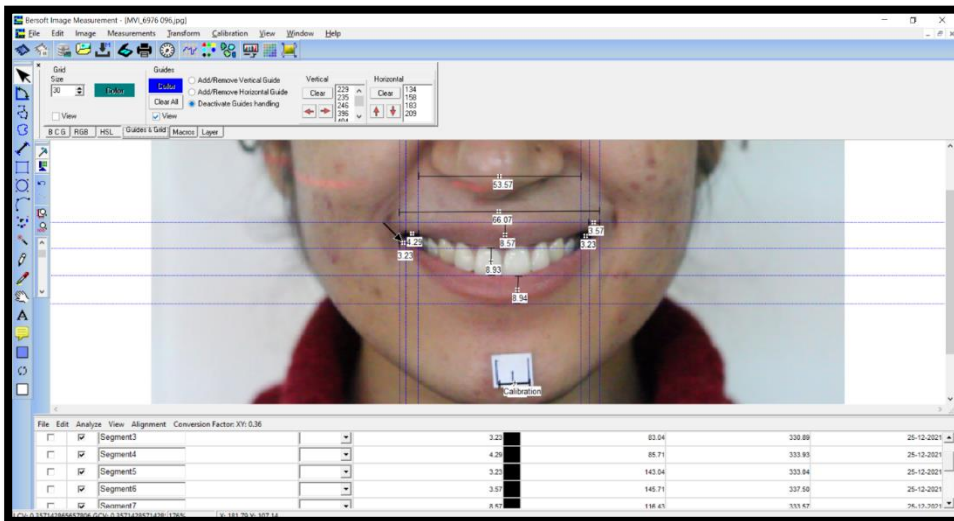 Bersoft Image Measurement - [MVI_6976 096.jpg]
File Edit Image Measurements Transform Calibration View Window Help
Grid
Size
30
Color
View
Guides
Color
Clear All
View
Add/Remove Vertical Guide
Add/Remove Horizontal Guide
Deactivate Guides handling
Vertical
Clear
229
235
246
396
Horizontal
Clear
134
158
183
209
B C G RGB HSL Guides & Grid Macros Layer
A
53.57
66.07
3.57
4.29 8.57 3.23
3.23
8.93
8.94
Calibration
File Edit Analyze View Alignment Conversion Factor: XY: 0.36
Segment3 3.23 83.04 330.89 25-12-2021
Segment4 4.29 85.71 333.93 25-12-2021
Segment5 3.23 143.04 333.04 25-12-2021
Segment6 3.57 145.71 337.50 25-12-2021
Segment7 8.57 116.43 333.57 25-12-2021